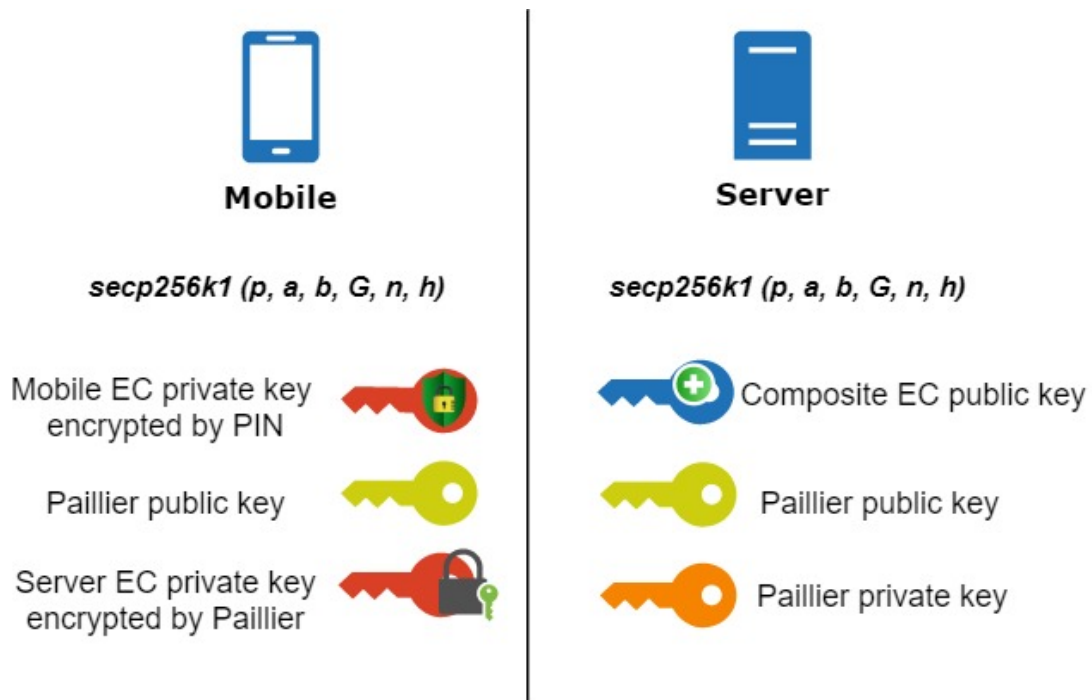 Mobile
secp256k1 (p, a, b, G, n, h)
Mobile EC private key
encrypted by PIN
Paillier public key
Server EC private key
encrypted by Paillier
Server
secp256k1 (p, a, b, G, n, h)
Composite EC public key
Paillier public key
Paillier private key